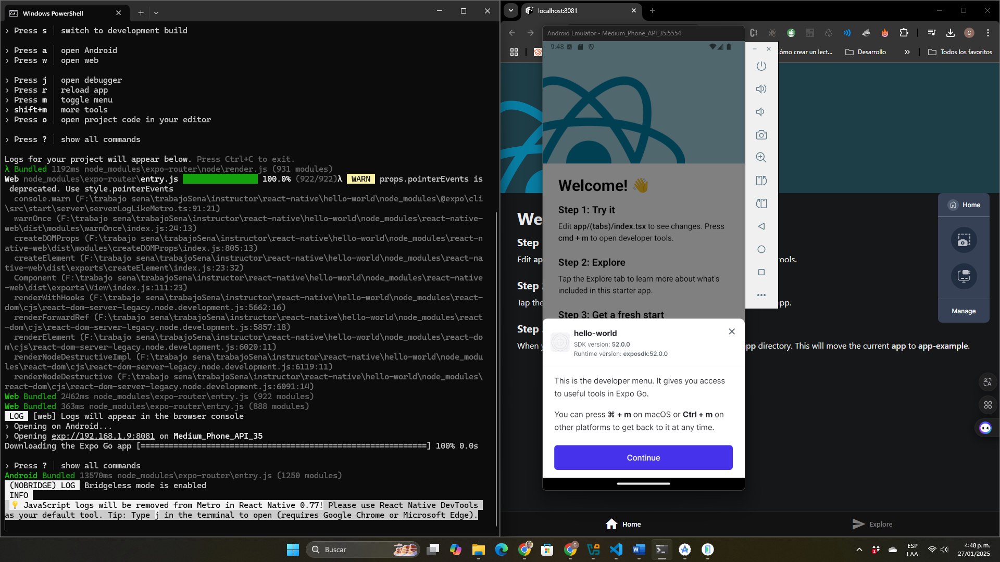 Windows PowerShell
› Press s │ switch to development build
› Press a │ open Android
› Press w │ open web
› Press j │ open debugger
› Press r │ reload app
› Press m │ toggle menu
› shift+m │ more tools
› Press o │ open project code in your editor
› Press ? │ show all commands
Logs for your project will appear below. Press Ctrl+C to exit.
λ Bundled 1192ms node_modules\expo-router\node\render.js (931 modules)
Web node_modules\expo-router\entry.js 100.0% (922/922)λ WARN props.pointerEvents is
deprecated. Use style.pointerEvents
console.warn (F:\trabajo sena\trabajoSena\instructor\react-native\hello-world\node_modules\@expo\cli
\src\start\server\serverLogLikeMetro.ts:91:21)
warnOnce (F:\trabajo sena\trabajoSena\instructor\react-native\hello-world\node_modules\react-native-
web\dist\modules\warnOnce\index.js:24:13)
createDOMProps (F:\trabajo sena\trabajoSena\instructor\react-native\hello-world\node_modules\react-n
ative-web\dist\modules\createDOMProps\index.js:805:13)
createElement (F:\trabajo sena\trabajoSena\instructor\react-native\hello-world\node_modules\react-na
tive-web\dist\exports\createElement\index.js:23:32)
Component (F:\trabajo sena\trabajoSena\instructor\react-native\hello-world\node_modules\react-native
-web\dist\exports\View\index.js:111:23)
renderWithHooks (F:\trabajo sena\trabajoSena\instructor\react-native\hello-world\node_modules\react-
dom\cjs\react-dom-server-legacy.node.development.js:5662:16)
renderForwardRef (F:\trabajo sena\trabajoSena\instructor\react-native\hello-world\node_modules\react
-dom\cjs\react-dom-server-legacy.node.development.js:5857:18)
renderElement (F:\trabajo sena\trabajoSena\instructor\react-native\hello-world\node_modules\react-do
m\cjs\react-dom-server-legacy.node.development.js:6020:11)
renderNodeDestructiveImpl (F:\trabajo sena\trabajoSena\instructor\react-native\hello-world\node_modu
les\react-dom\cjs\react-dom-server-legacy.node.development.js:6119:11)
renderNodeDestructive (F:\trabajo sena\trabajoSena\instructor\react-native\hello-world\node_modules\
react-dom\cjs\react-dom-server-legacy.node.development.js:6091:14)
Web Bundled 2462ms node_modules\expo-router\entry.js (922 modules)
Web Bundled 363ms node_modules\expo-router\entry.js (888 modules)
LOG [web] Logs will appear in the browser console
› Opening on Android...
› Opening exp://192.168.1.9:8081 on Medium_Phone_API_35
Downloading the Expo Go app [=============================================================] 100% 0.0s
› Press ? │ show all commands
Android Bundled 13570ms node_modules\expo-router\entry.js (1250 modules)
(NOBRIDGE) LOG Bridgeless mode is enabled
INFO
💡 JavaScript logs will be removed from Metro in React Native 0.77! Please use React Native DevTools
as your default tool. Tip: Type j in the terminal to open (requires Google Chrome or Microsoft Edge).
localhost:8081
ómo crear un lect...
Desarrollo
»
Todos los favoritos
Android Emulator - Medium_Phone_API_35:5554
9:48
Welcome! 👋
Step 1: Try it
Edit app/(tabs)/index.tsx to see changes. Press
cmd + m to open developer tools.
Step 2: Explore
Tap the Explore tab to learn more about what's
included in this starter app.
Step 3: Get a fresh start
hello-world
SDK version: 52.0.0
Runtime version: exposdk:52.0.0
This is the developer menu. It gives you access
to useful tools in Expo Go.
You can press ⌘ + m on macOS or Ctrl + m on
other platforms to get back to it at any time.
Continue
We
Step
Edit ap
tools.
Step
Tap the
app.
Step
When y
app directory. This will move the current app to app-example.
Home
Manage
Home
Explore
Buscar
C
C
2
ESP
LAA
4:48 p. m.
27/01/2025